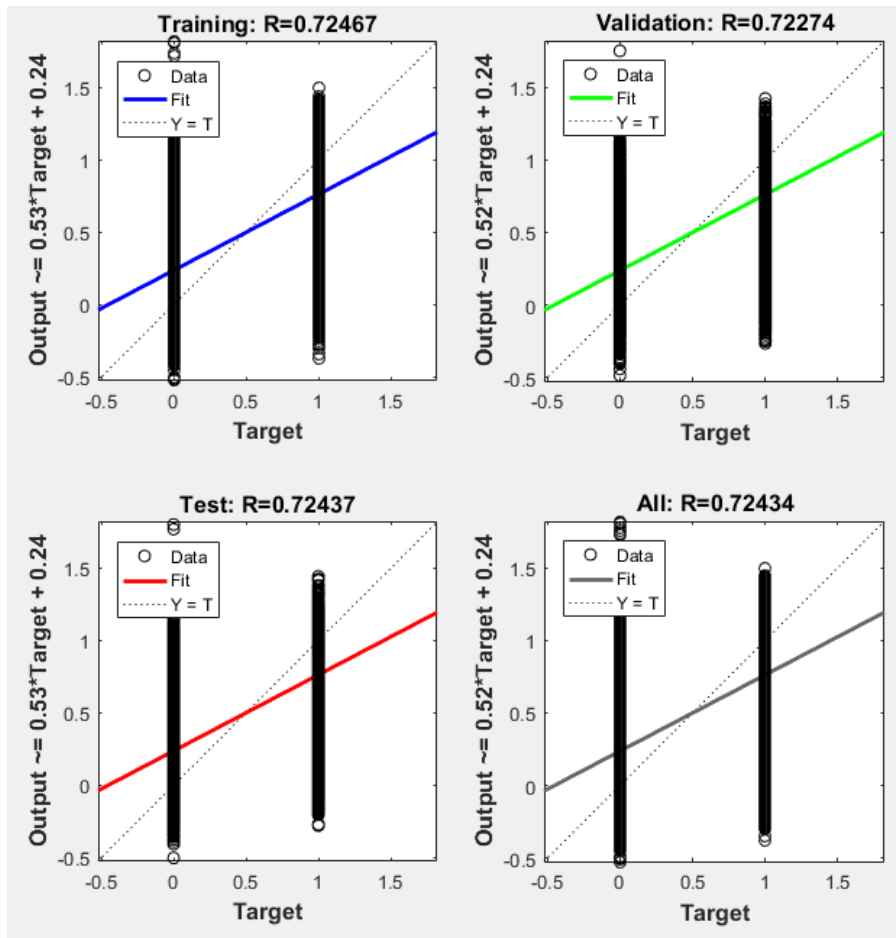 Training: R=0.72467
Output ~= 0.53*Target + 0.24
1.5
1
0.5
0
-0.5
Data
Fit
Y = T
-0.5 0 0.5 1 1.5
Target
Validation: R=0.72274
Output ~= 0.52*Target + 0.24
1.5
1
0.5
0
-0.5
Data
Fit
Y = T
-0.5 0 0.5 1 1.5
Target
Test: R=0.72437
Output ~= 0.53*Target + 0.24
1.5
1
0.5
0
-0.5
Data
Fit
Y = T
-0.5 0 0.5 1 1.5
Target
All: R=0.72434
Output ~= 0.52*Target + 0.24
1.5
1
0.5
0
-0.5
Data
Fit
Y = T
-0.5 0 0.5 1 1.5
Target